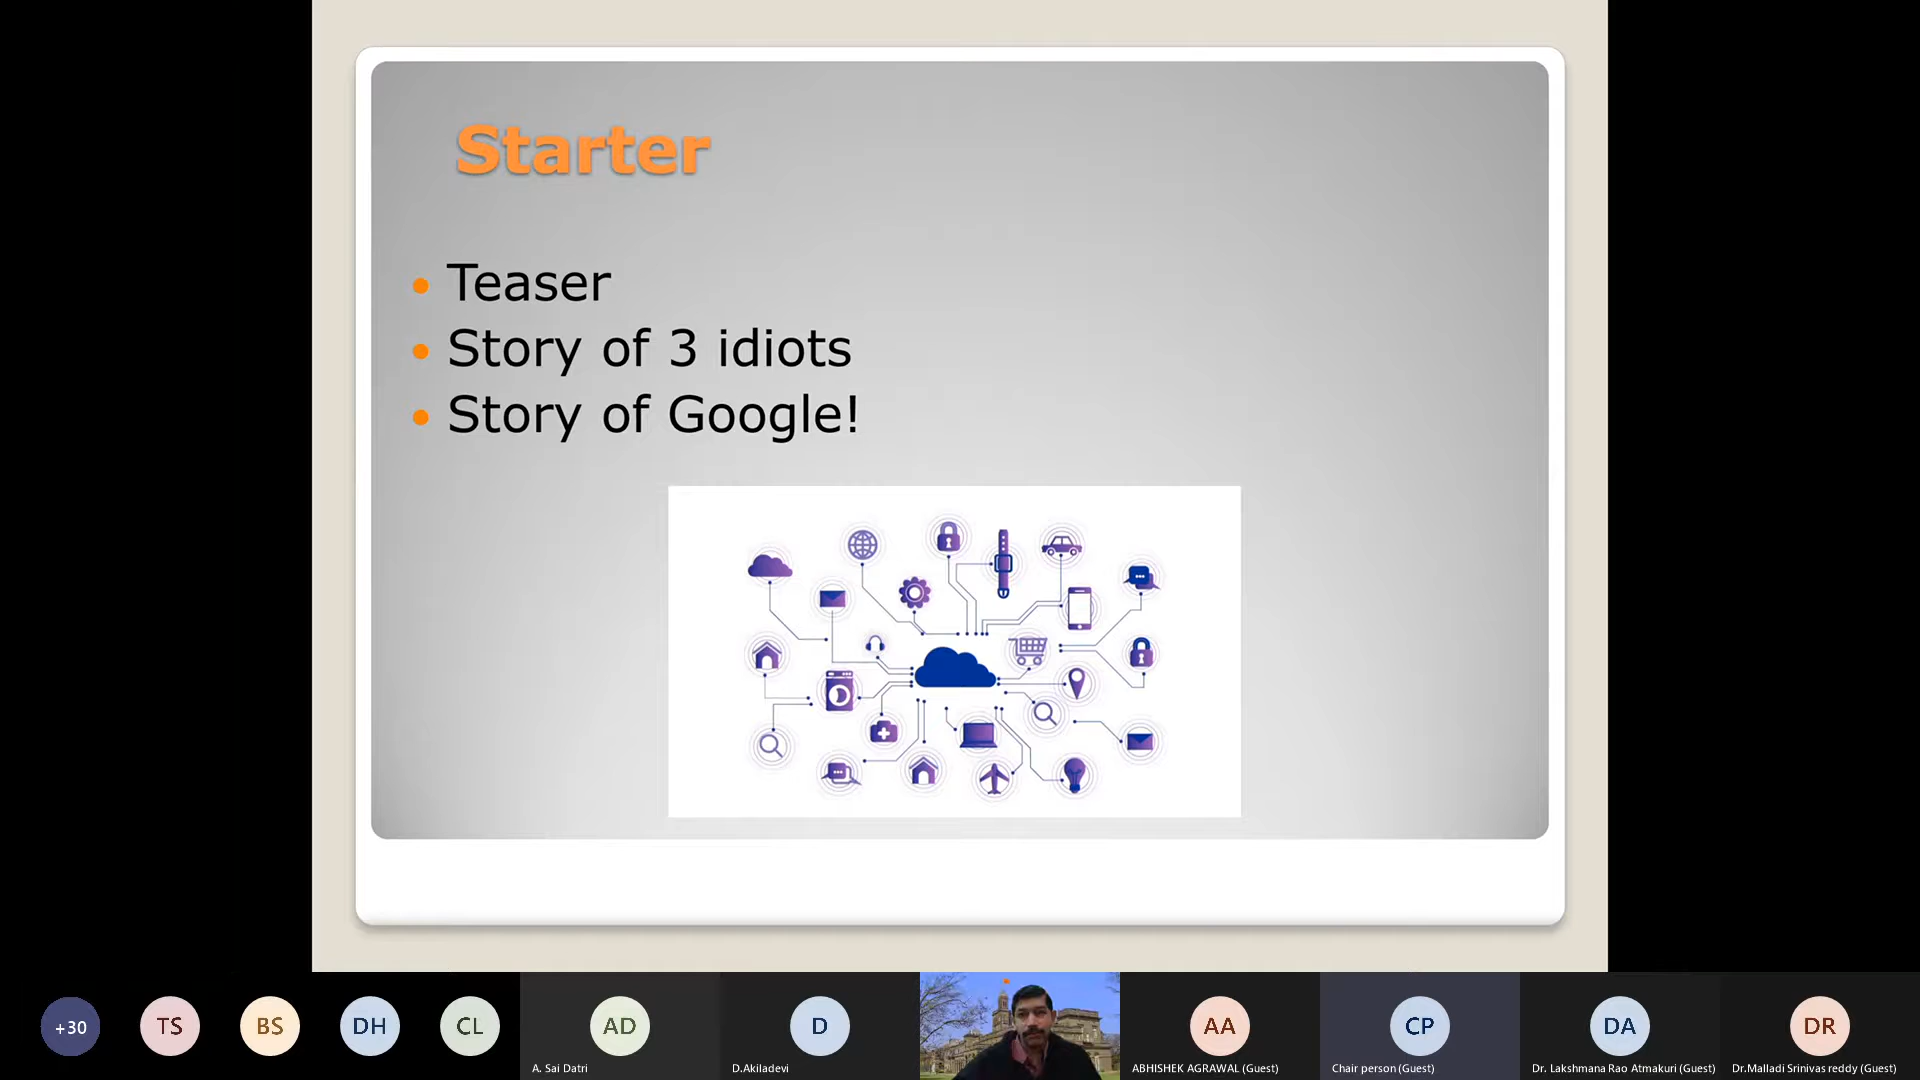 Starter
Teaser
Story of 3 idiots
Story of Google!
+30
TS
BS
DH
CL
AD
A. Sai Datri
D
D.Akiladevi
AA
ABHISHEK AGRAWAL (Guest)
CP
Chair person (Guest)
DA
Dr. Lakshmana Rao Atmakuri (Guest)
DR
Dr.Malladi Srinivas reddy (Guest)